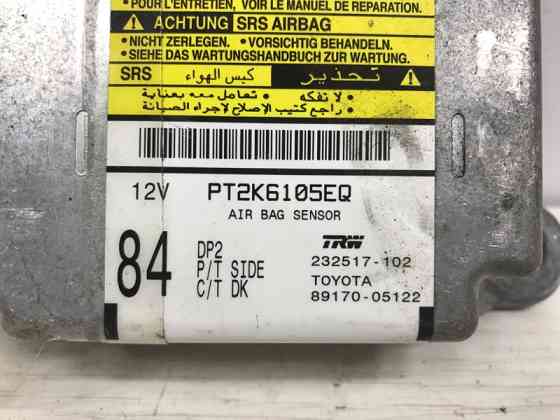 D'ENTRETIEN, VOIR LE MANUEL DE REPARATION.
ACHTUNG SRS AIRBAG
•NICHT ZERLEGEN. •VORSICHTIG BEHANDELN.
•SIEHE DAS WARTUNGSHANDBUCH ZUR WARTUNG.
SRS كيس الهواء تحذير
• لا تفكه • تعامل معه بعناية
• راجع كتيب الإصلاح لاجراء الصيانة
12V PT2K6105EQ
AIR BAG SENSOR
84
DP2
P/T SIDE
C/T DK
TRW
232517-102
TOYOTA
89170-05122